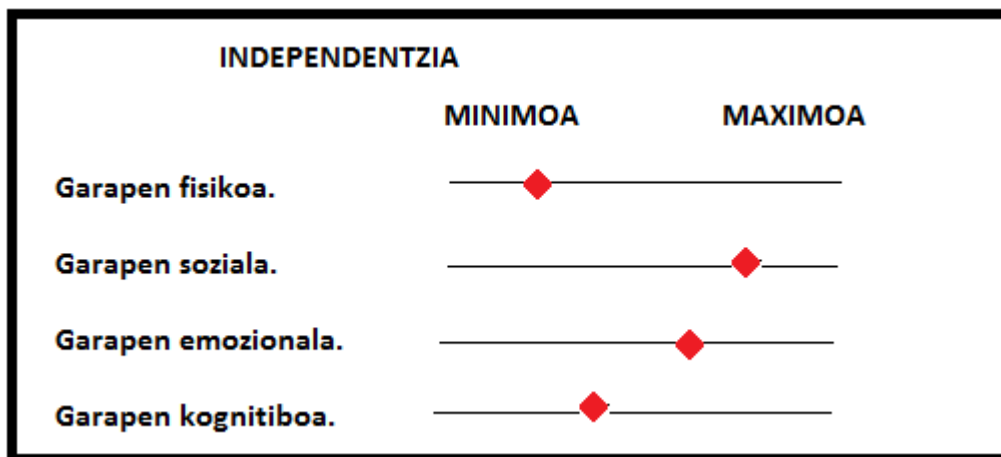 INDEPENDENTZIA
MINIMOA MAXIMOA
Garapen fisikoa.
Garapen soziala.
Garapen emozionala.
Garapen kognitiboa.